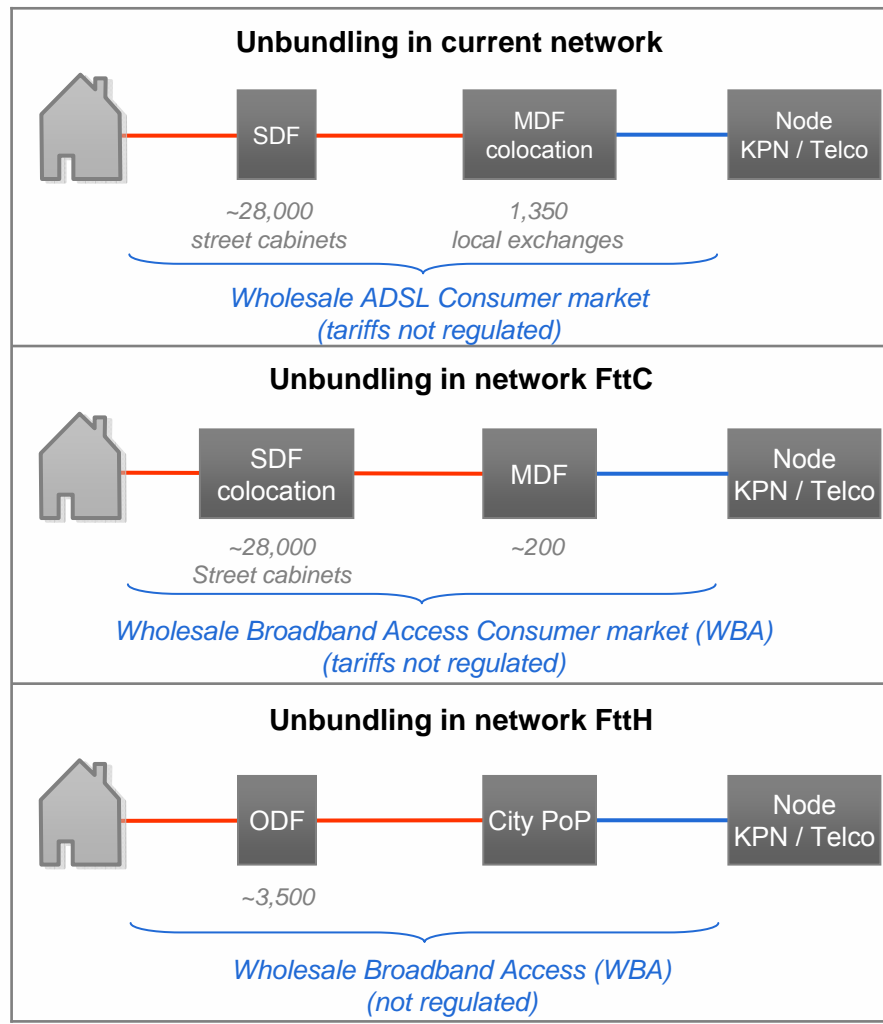 Unbundling in current network
SDF
MDF
colocation
Node
KPN / Telco
~28,000
street cabinets
1,350
local exchanges
Wholesale ADSL Consumer market
(tariffs not regulated)
Unbundling in network FttC
SDF
colocation
MDF
Node
KPN / Telco
~28,000
Street cabinets
~200
Wholesale Broadband Access Consumer market (WBA)
(tariffs not regulated)
Unbundling in network FttH
ODF
City PoP
Node
KPN / Telco
~3,500
Wholesale Broadband Access (WBA)
(not regulated)